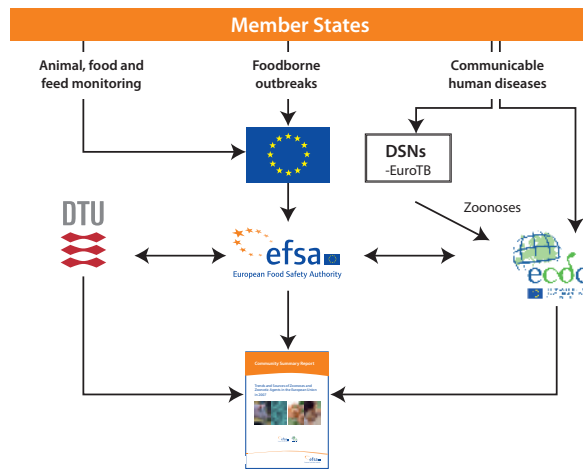 Member States
Animal, food and
feed monitoring
Foodborne
outbreaks
Communicable
human diseases
DSNs
-EuroTB
Zoonoses
DTU
efsa
European Food Safety Authority
ecdc
Community Summary Report
Trends and Sources of Zoonoses and
Zoonotic Agents in the European Union
in 2007
efsa